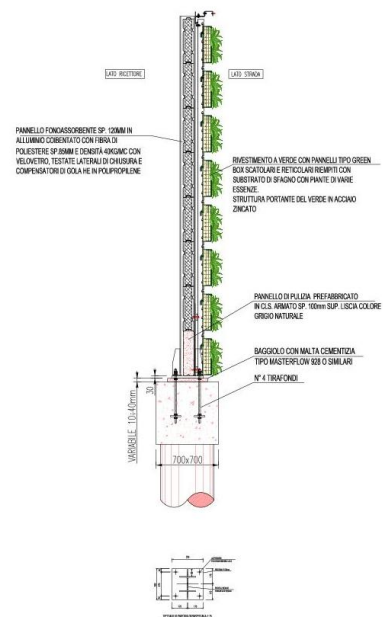 LATO RICETTORE
LATO STRADA
PANNELLO FONOASSORBENTE SP. 120MM IN
ALLUMINIO COIBENTATO CON FIBRA DI
POLIESTERE SP.85MM E DENSITÀ 40KG/MC CON
VELOVETRO, TESTATE LATERALI DI CHIUSURA E
COMPENSATORI DI GOLA HE IN POLIPROPILENE
RIVESTIMENTO A VERDE CON PANNELLI TIPO GREEN
BOX SCATOLARI E RETICOLARI RIEMPITI CON
SUBSTRATO DI SFAGNO CON PIANTE DI VARIE
ESSENZE.
STRUTTURA PORTANTE DEL VERDE IN ACCIAIO
ZINCATO
PANNELLO DI PULIZIA PREFABBRICATO
IN CLS. ARMATO SP. 100mm SUP. LISCIA COLORE
GRIGIO NATURALE
BAGGIOLO CON MALTA CEMENTIZIA
TIPO MASTERFLOW 928 O SIMILARI
N° 4 TIRAFONDI
VARIABILE 10÷40mm
30
700x700